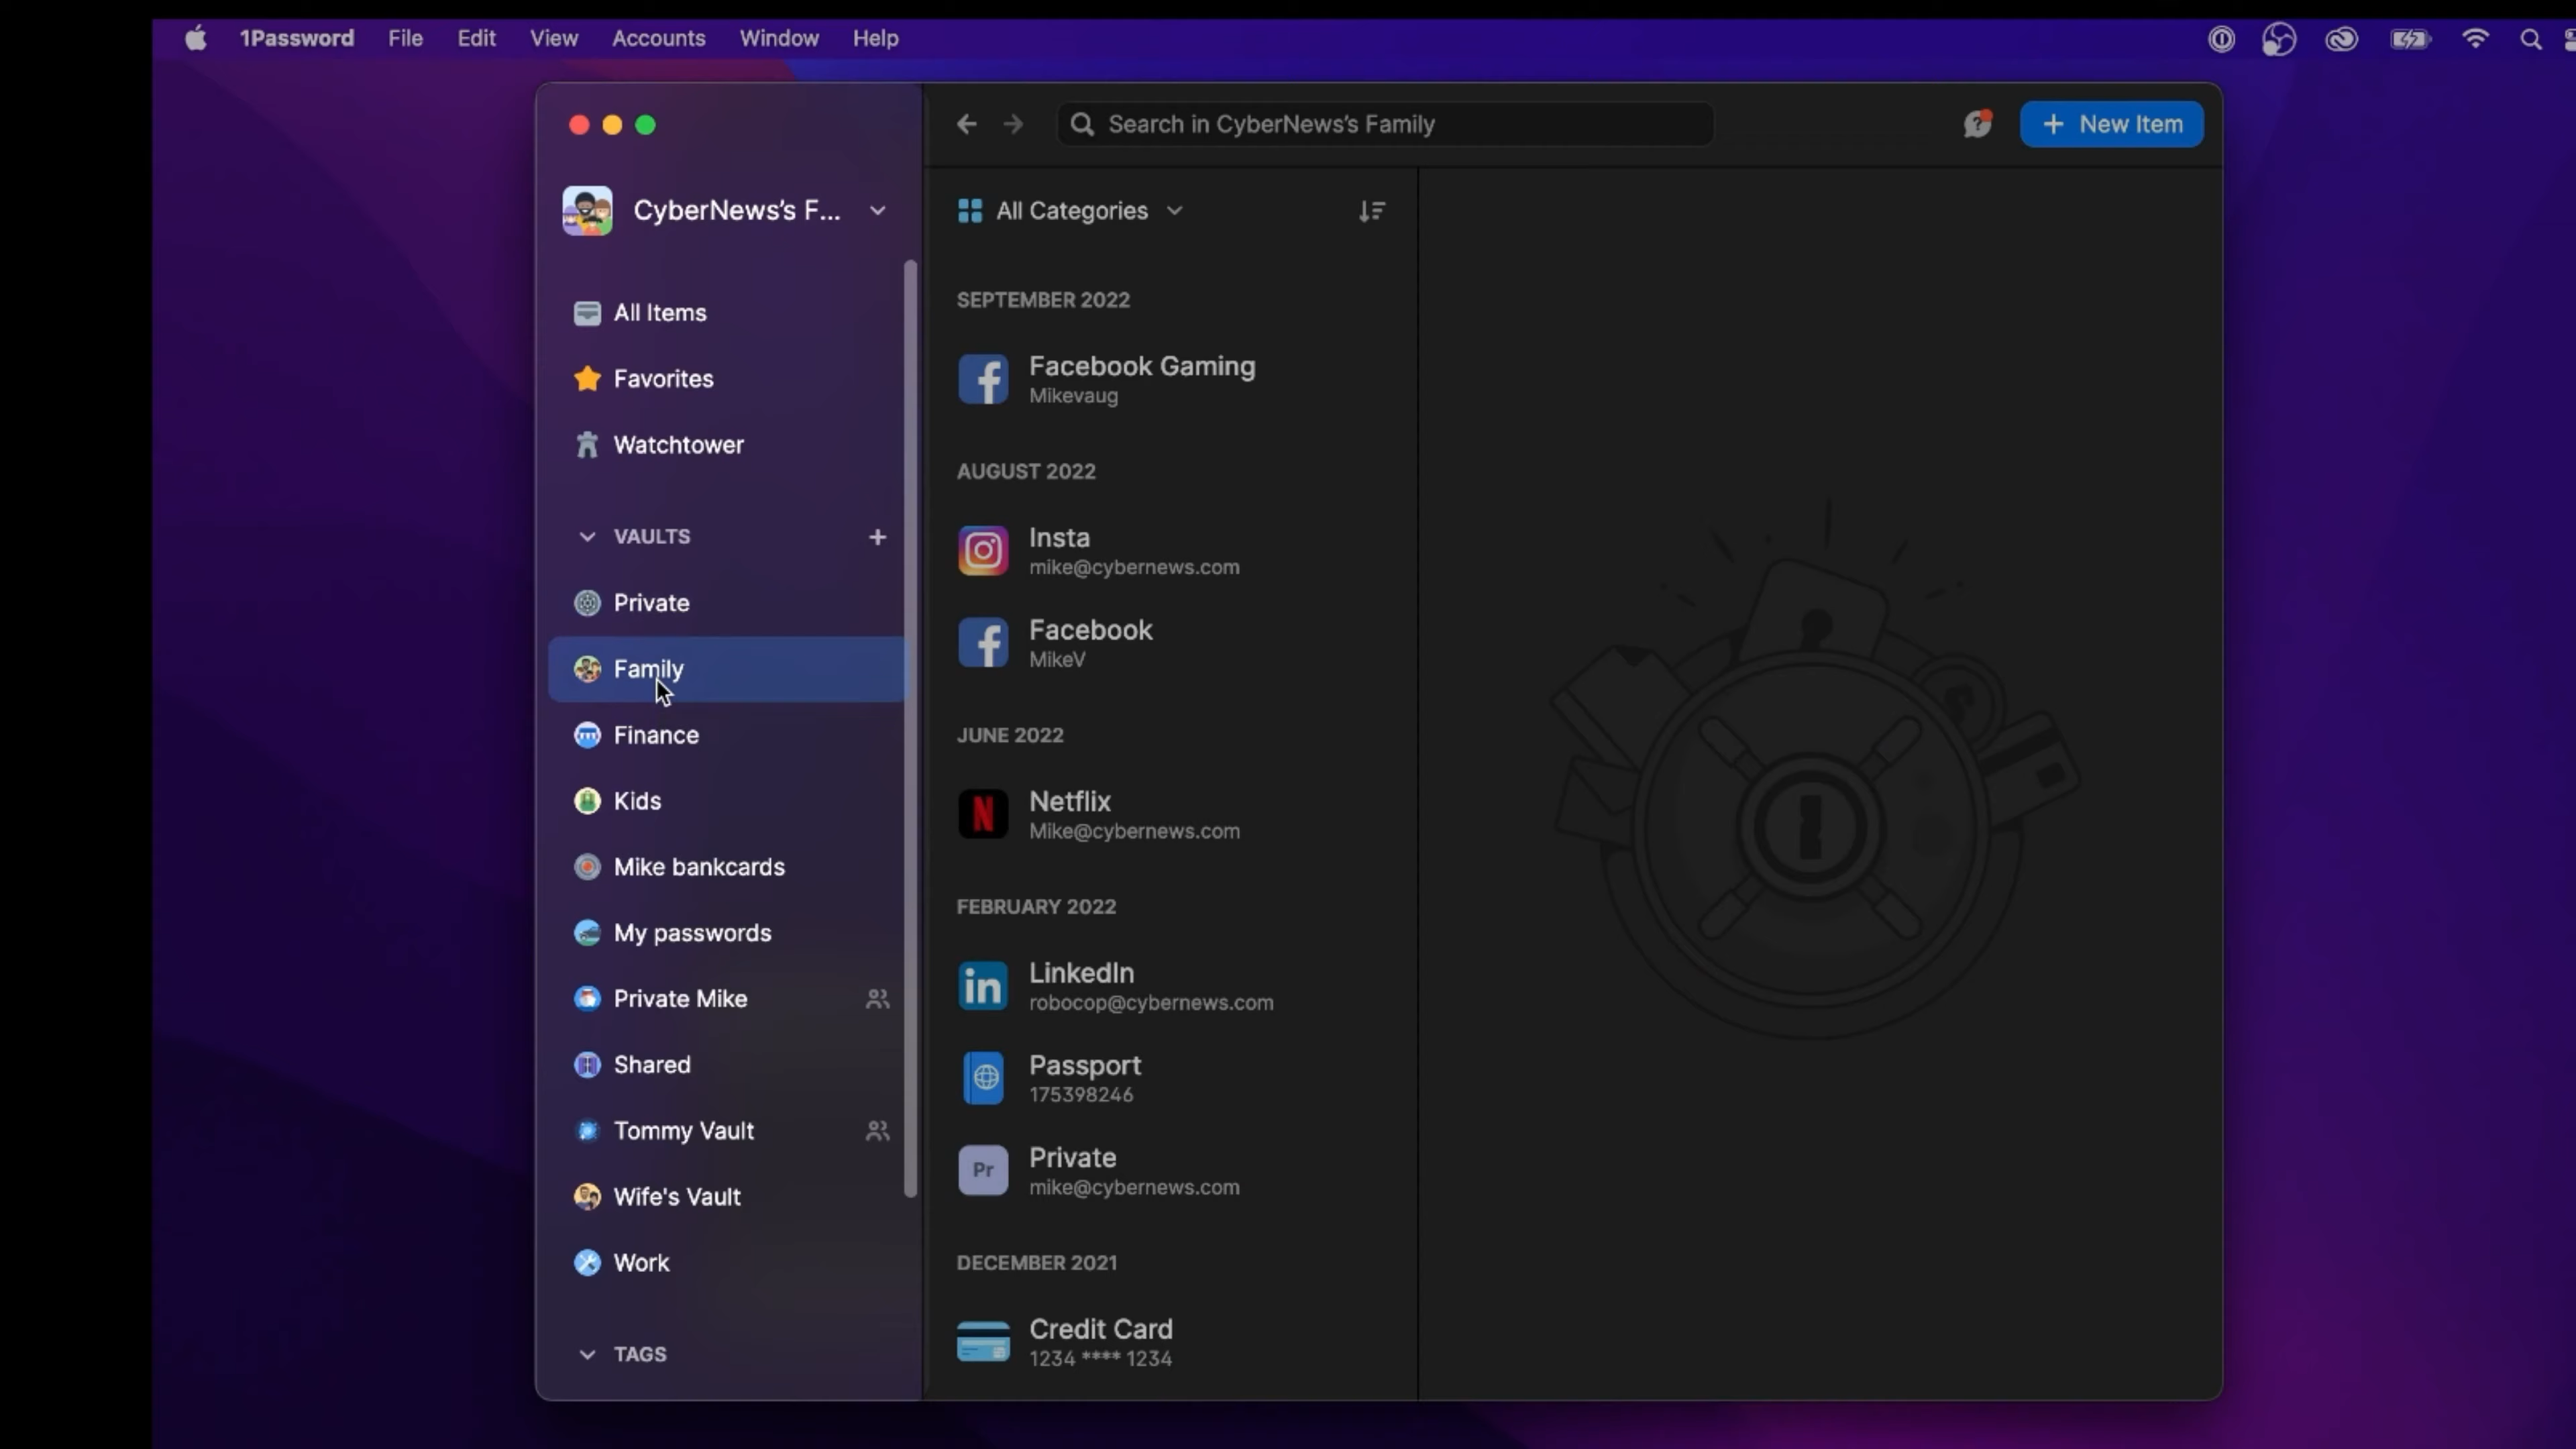 1Password File Edit View Accounts Window Help
CyberNews's F...
All Items
Favorites
Watchtower
VAULTS
Private
Family
Finance
Kids
Mike bankcards
My passwords
Private Mike
Shared
Tommy Vault
Wife's Vault
Work
TAGS
Search in CyberNews's Family
+ New Item
All Categories
SEPTEMBER 2022
Facebook Gaming
Mikevaug
AUGUST 2022
Insta
mike@cybernews.com
Facebook
MikeV
JUNE 2022
Netflix
Mike@cybernews.com
FEBRUARY 2022
LinkedIn
robocop@cybernews.com
Passport
175398246
Pr
Private
mike@cybernews.com
DECEMBER 2021
Credit Card
1234 **** 1234